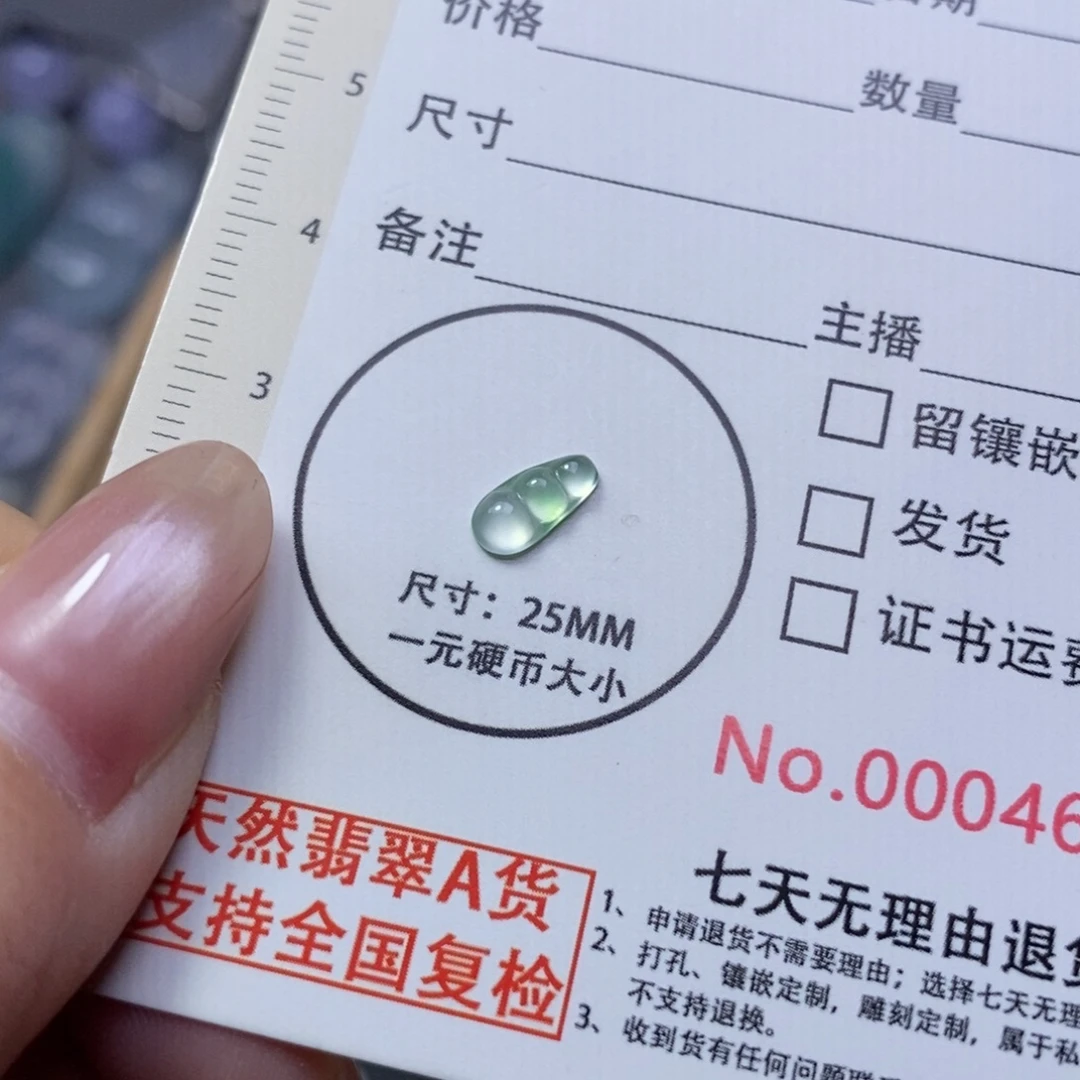 价格
数量
尺寸
备注
主播
5
4
3
留镶嵌
发货
证书运费
尺寸：25MM
一元硬币大小
No.00046
天然翡翠A货
支持全国复检
七天无理由退货
1、申请退货不需要理由；选择七天无理
2、打孔、镶嵌定制，雕刻定制，属于私
不支持退换。
3、收到货有任何问题联